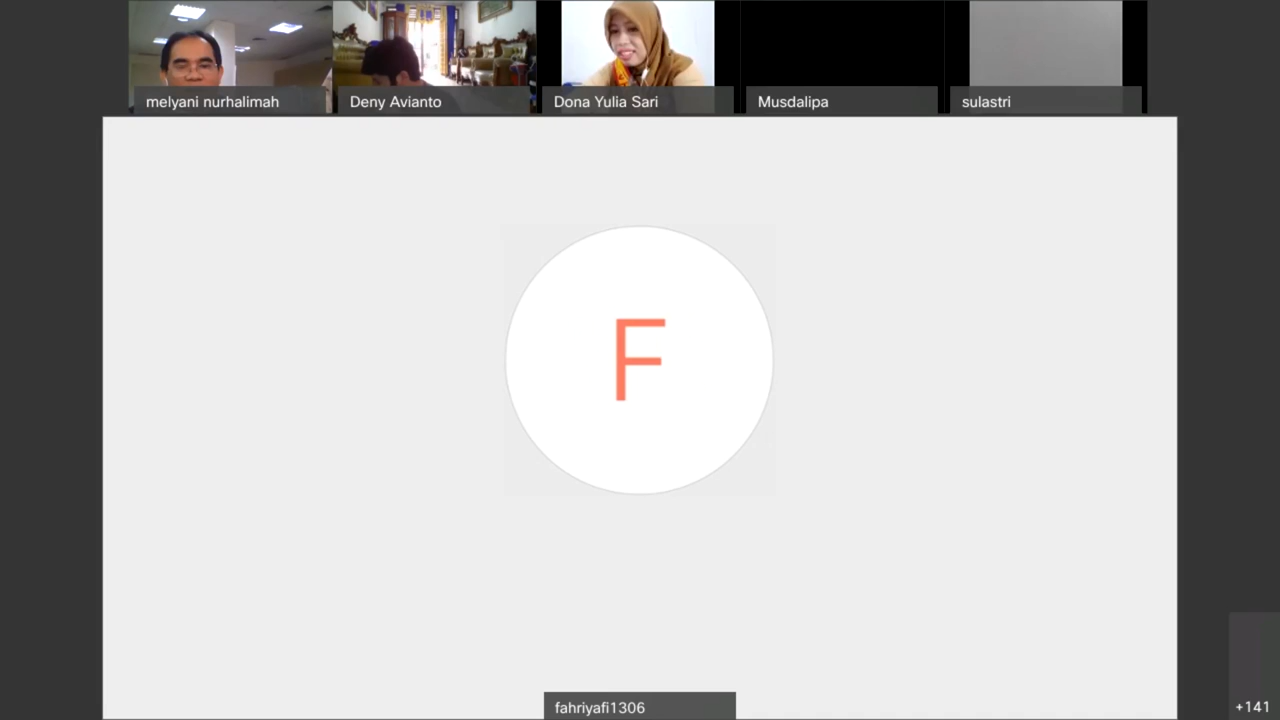 melyani nurhalimah
Deny Avianto
Dona Yulia Sari
Musdalipa
sulastri
F
fahriyafi1306
+141